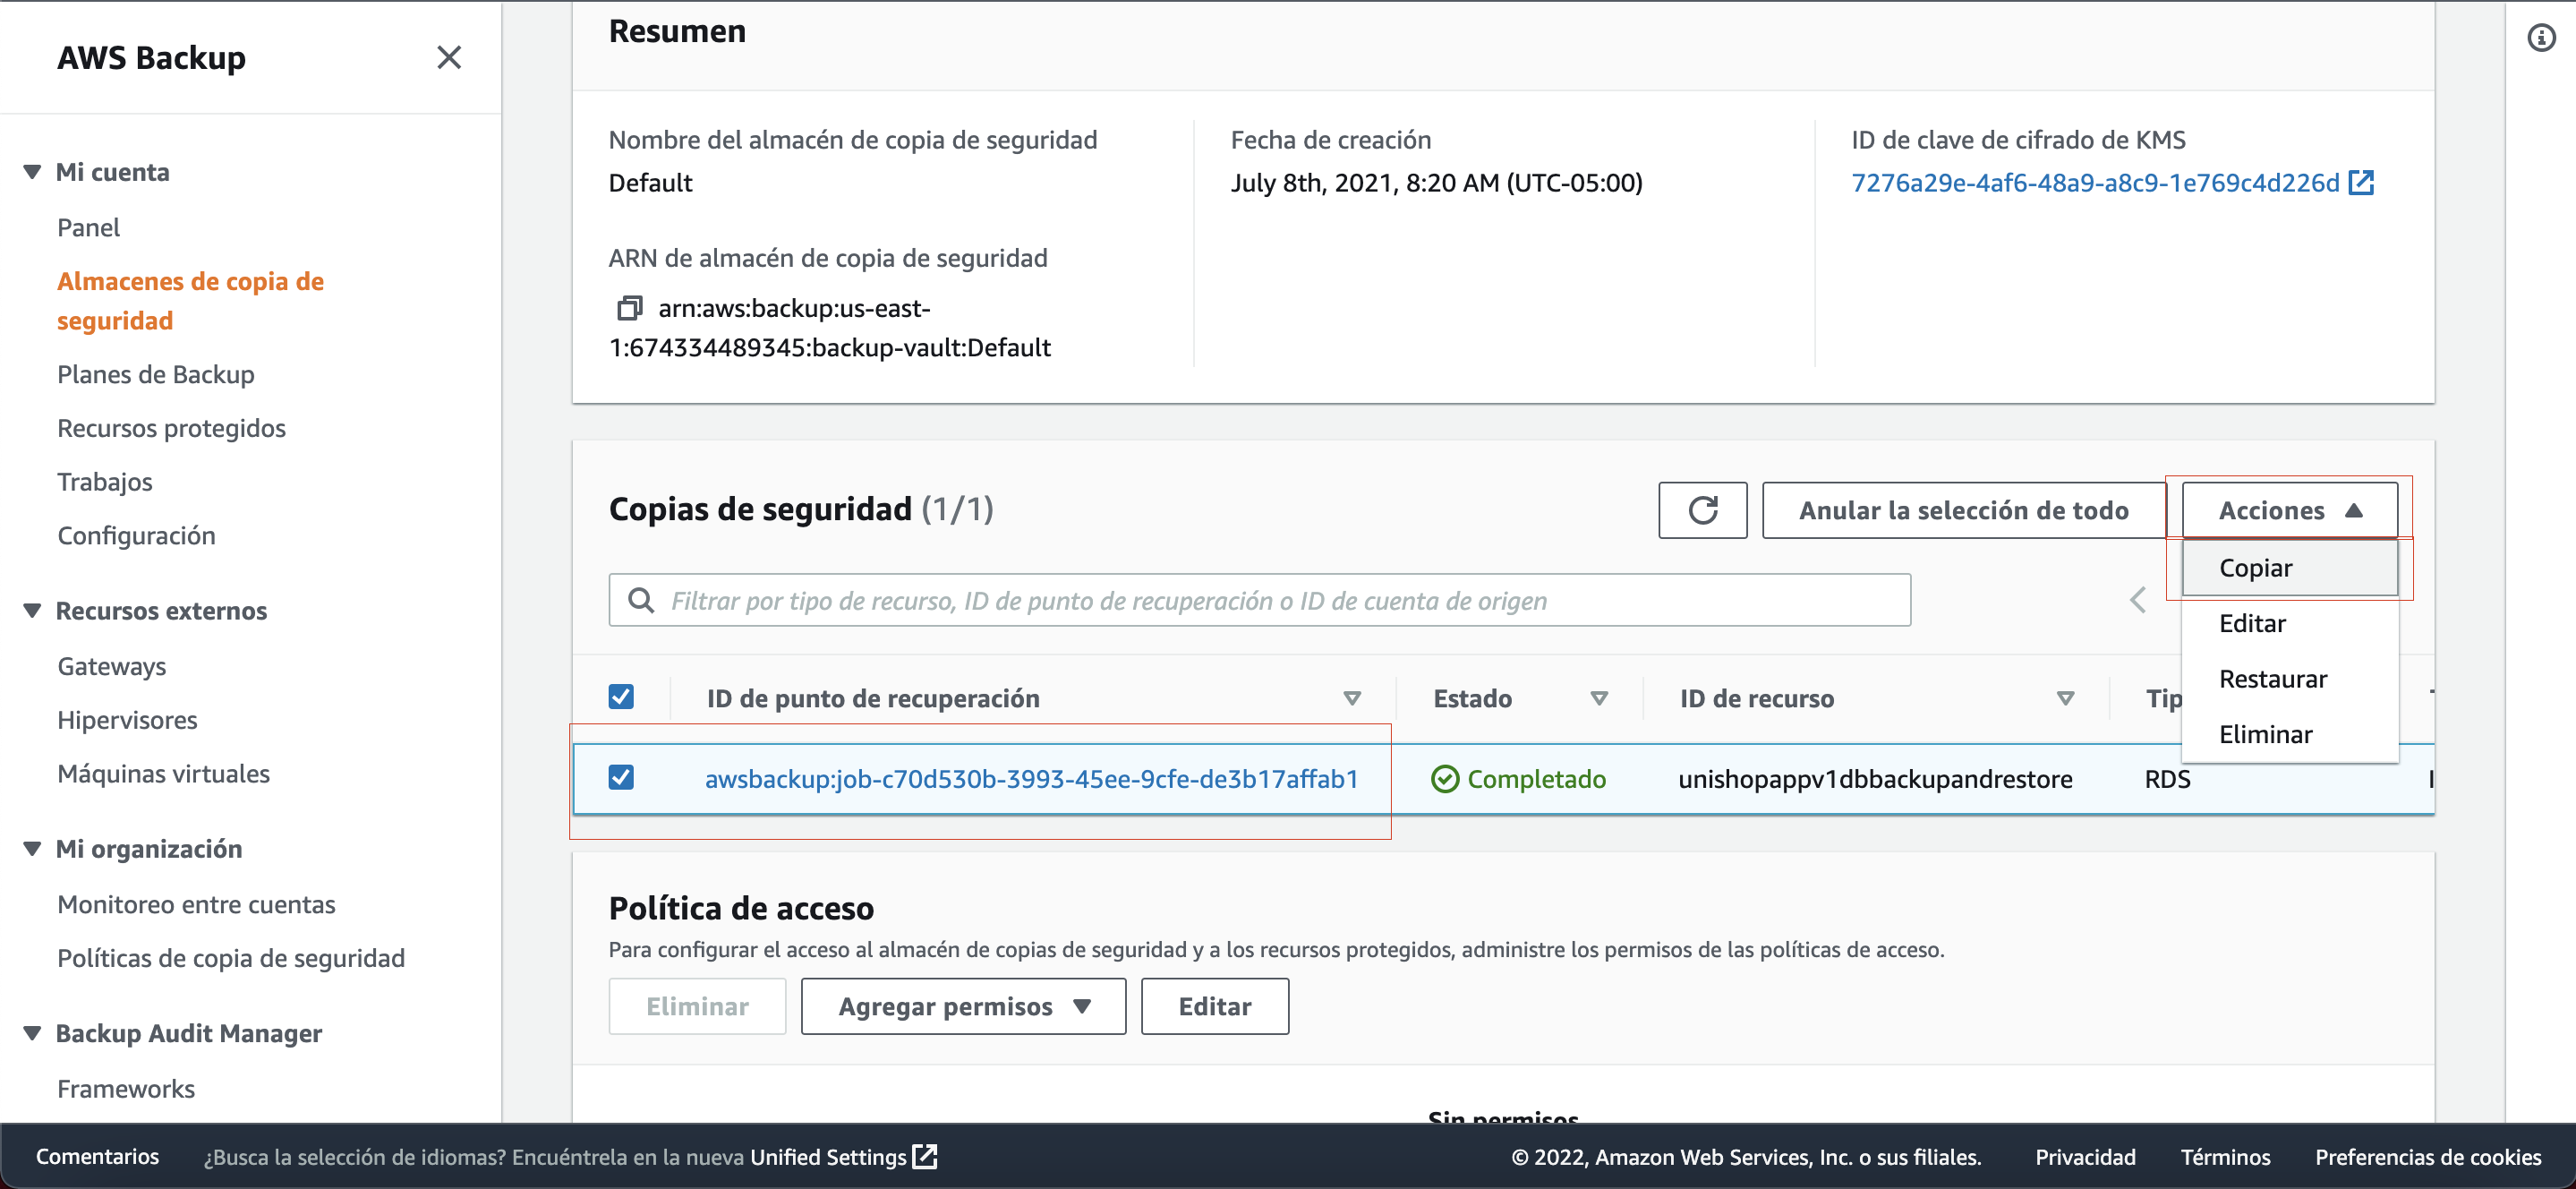 AWS Backup
Mi cuenta
Panel
Almacenes de copia de
seguridad
Planes de Backup
Recursos protegidos
Trabajos
Configuración
Recursos externos
Gateways
Hipervisores
Máquinas virtuales
Mi organización
Monitoreo entre cuentas
Políticas de copia de seguridad
Backup Audit Manager
Frameworks
Resumen
Nombre del almacén de copia de seguridad
Default
ARN de almacén de copia de seguridad
arn:aws:backup:us-east-
1:674334489345:backup-vault:Default
Fecha de creación
July 8th, 2021, 8:20 AM (UTC-05:00)
ID de clave de cifrado de KMS
7276a29e-4af6-48a9-a8c9-1e769c4d226d
Copias de seguridad (1/1)
Anular la selección de todo
Acciones
Copiar
Editar
Restaurar
Eliminar
Filtrar por tipo de recurso, ID de punto de recuperación o ID de cuenta de origen
ID de punto de recuperación
Estado
ID de recurso
Tip
awsbackup:job-c70d530b-3993-45ee-9cfe-de3b17affab1
Completado
unishopappv1dbbackupandrestore
RDS
Política de acceso
Para configurar el acceso al almacén de copias de seguridad y a los recursos protegidos, administre los permisos de las políticas de acceso.
Eliminar
Agregar permisos
Editar
Sin permisos
Comentarios
¿Busca la selección de idiomas? Encuéntrela en la nueva Unified Settings
© 2022, Amazon Web Services, Inc. o sus filiales.
Privacidad
Términos
Preferencias de cookies